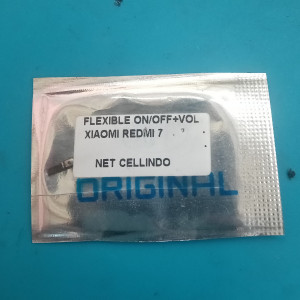 FLEXIBLE ON/OFF+VOL
XIAOMI REDMI 7
NET CELLINDO
ORIGINAL